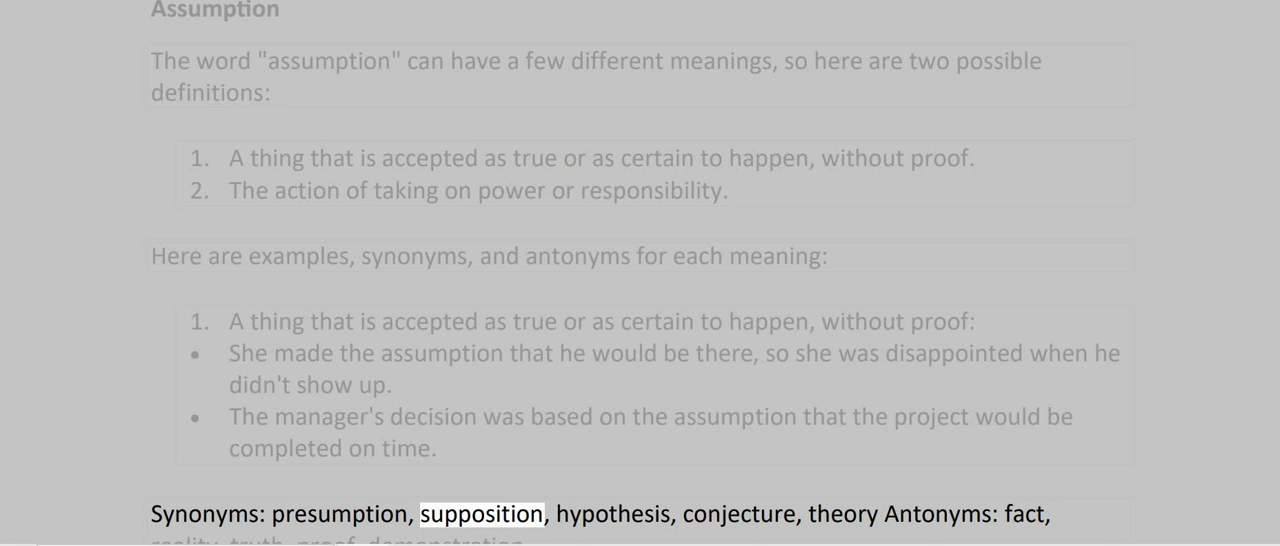 Assumption
The word "assumption" can have a few different meanings, so here are two possible
definitions:
1. A thing that is accepted as true or as certain to happen, without proof.
2. The action of taking on power or responsibility.
Here are examples, synonyms, and antonyms for each meaning:
1. A thing that is accepted as true or as certain to happen, without proof:
• She made the assumption that he would be there, so she was disappointed when he
didn't show up.
• The manager's decision was based on the assumption that the project would be
completed on time.
Synonyms: presumption, supposition, hypothesis, conjecture, theory Antonyms: fact,
reality, truth, proof, demonstration